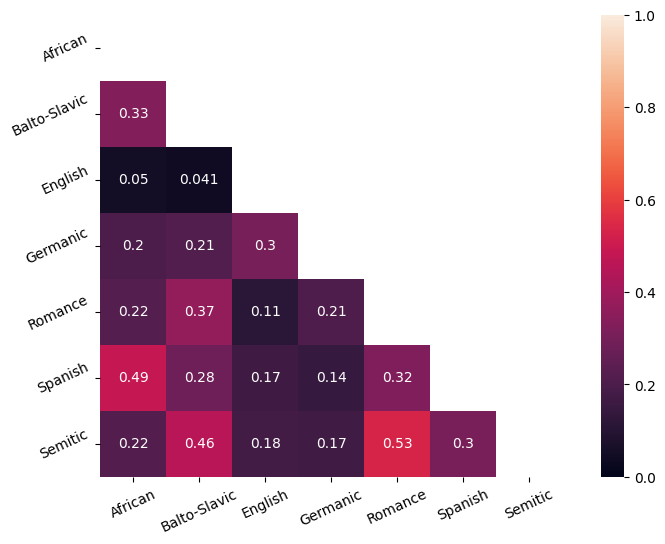 African
Balto-Slavic 0.33
English 0.05 0.041
Germanic 0.2 0.21 0.3
Romance 0.22 0.37 0.11 0.21
Spanish 0.49 0.28 0.17 0.14 0.32
Semitic 0.22 0.46 0.18 0.17 0.53 0.3
African Balto-Slavic English Germanic Romance Spanish Semitic
1.0
0.8
0.6
0.4
0.2
0.0